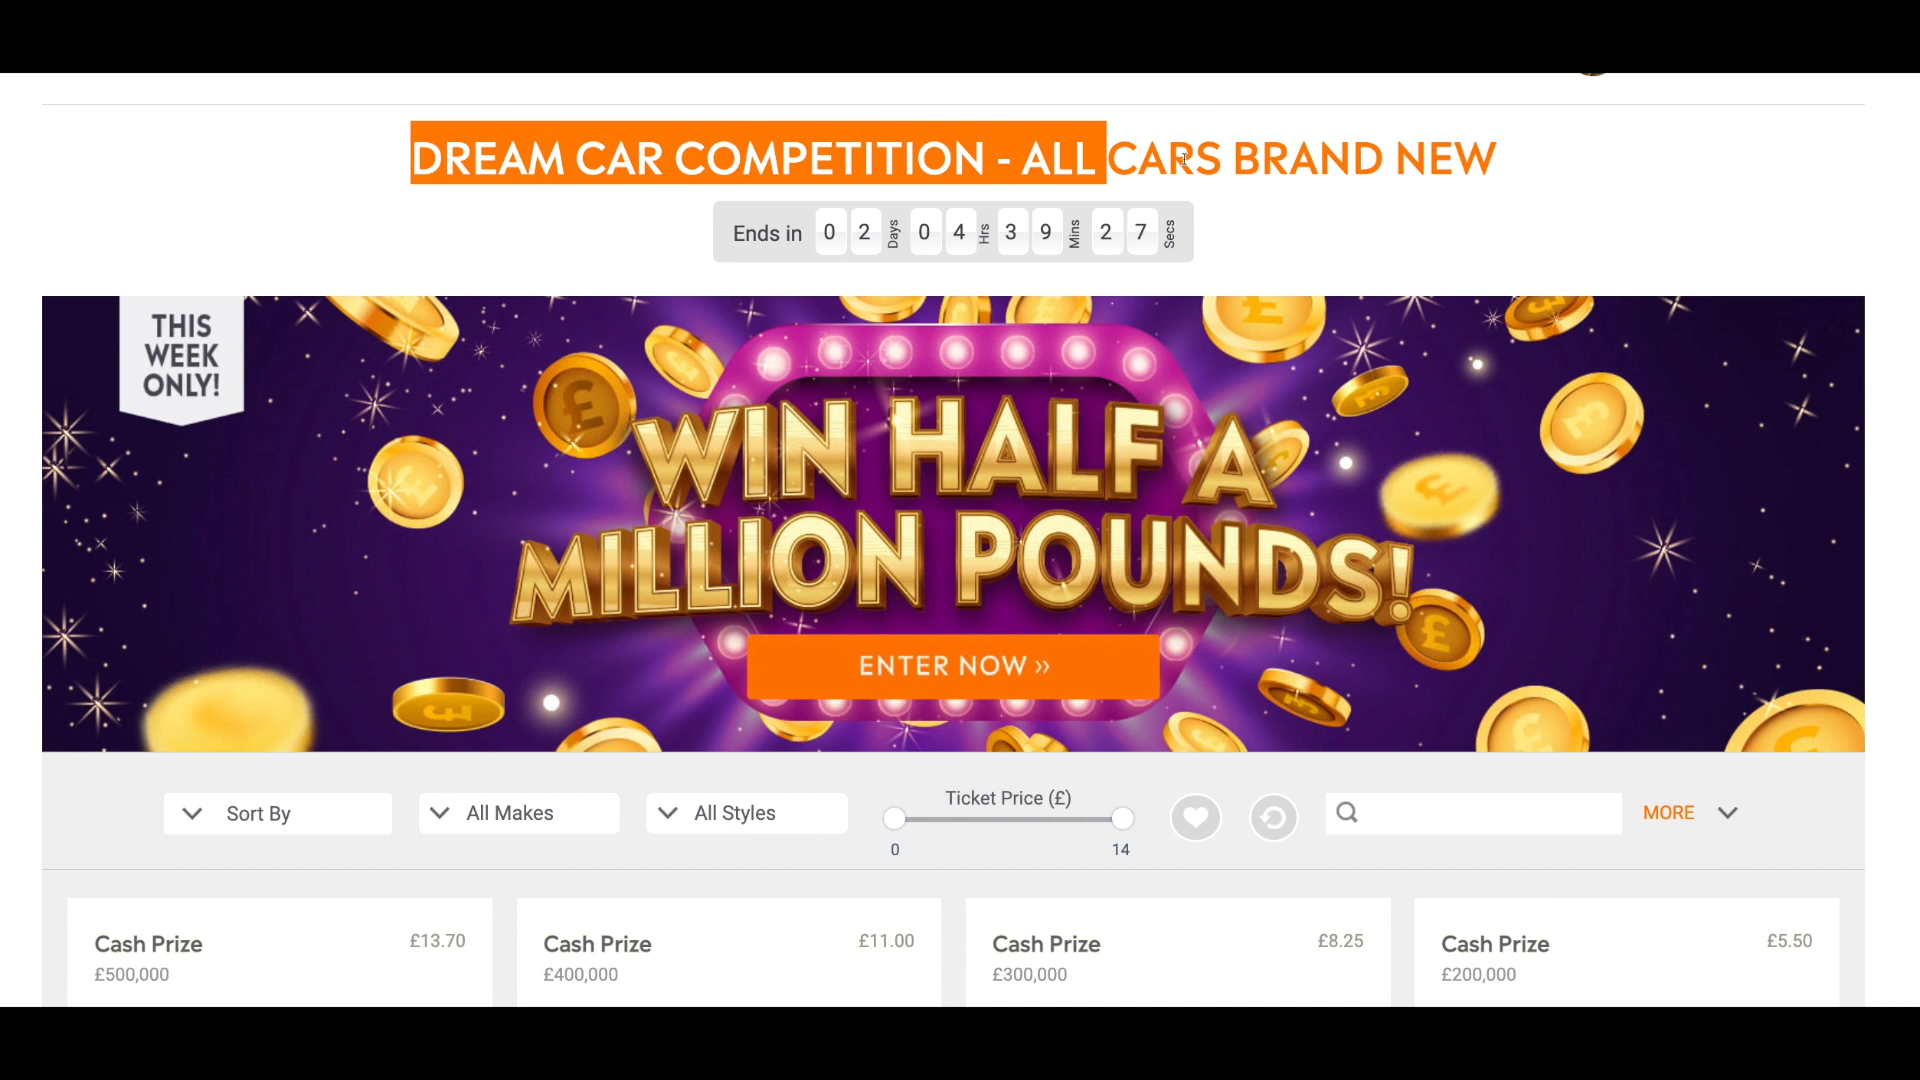 DREAM CAR COMPETITION - ALL CARS BRAND NEW
Ends in 0 2 Days 0 4 Hrs 3 9 Mins 2 7 Secs
THIS
WEEK
ONLY!
WIN HALF A
MILLION POUNDS!
ENTER NOW »
Sort By
All Makes
All Styles
Ticket Price (£)
0 14
MORE
Cash Prize £13.70
£500,000
Cash Prize £11.00
£400,000
Cash Prize £8.25
£300,000
Cash Prize £5.50
£200,000